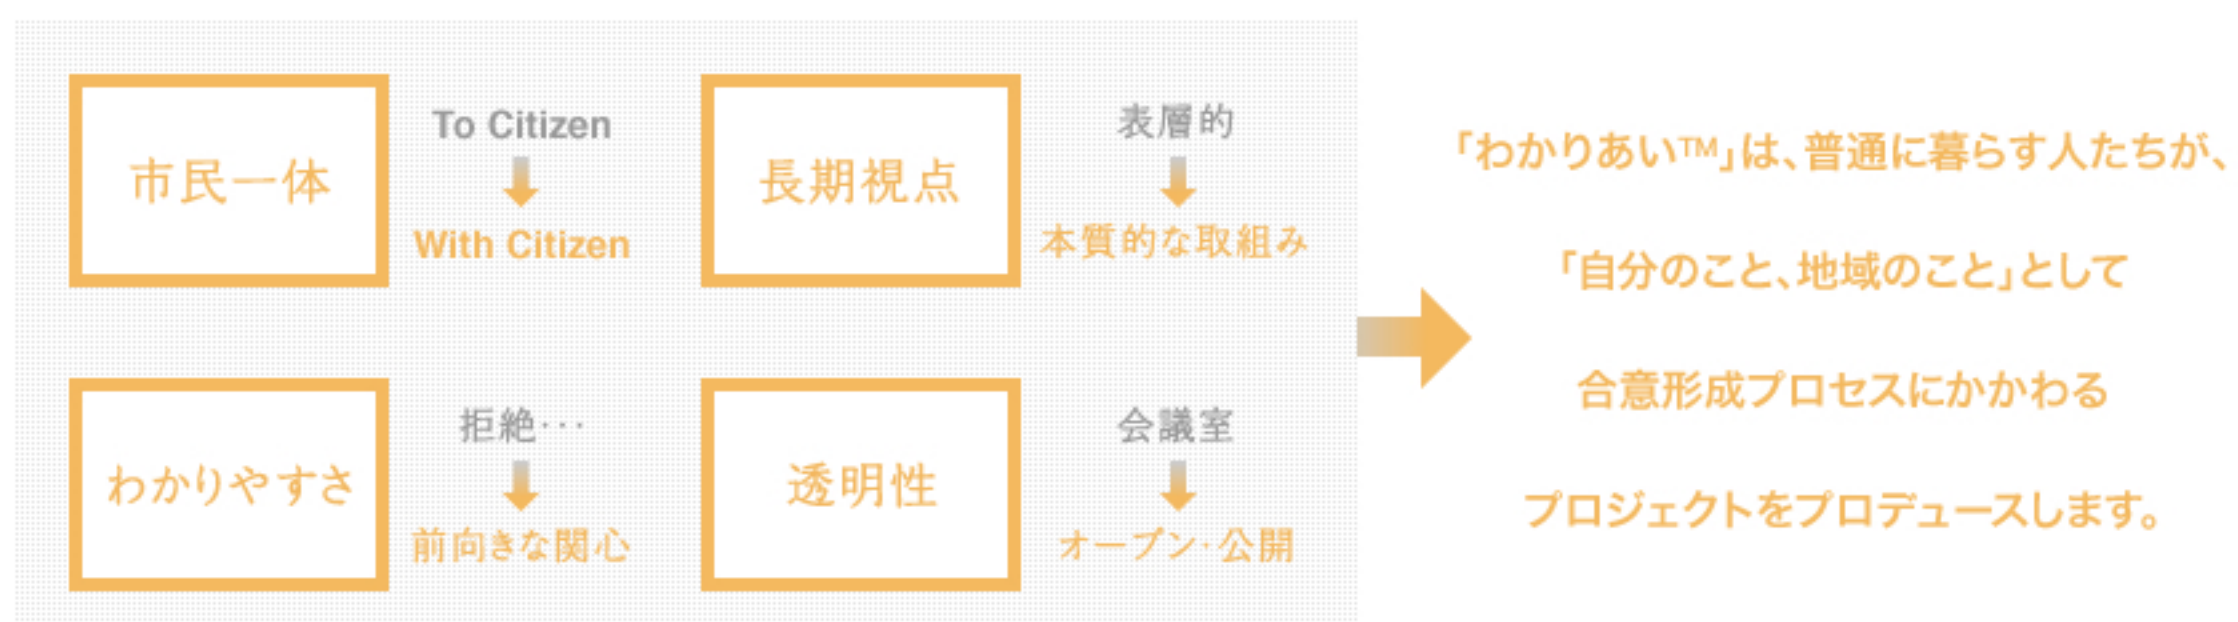 市民一体
To Citizen
With Citizen
長期視点
表層的
本質的な取組み
わかりやすさ
拒絶･･･
前向きな関心
透明性
会議室
オープン･公開
「わかりあい™」は、普通に暮らす人たちが、
「自分のこと、地域のこと」として
合意形成プロセスにかかわる
プロジェクトをプロデュースします。